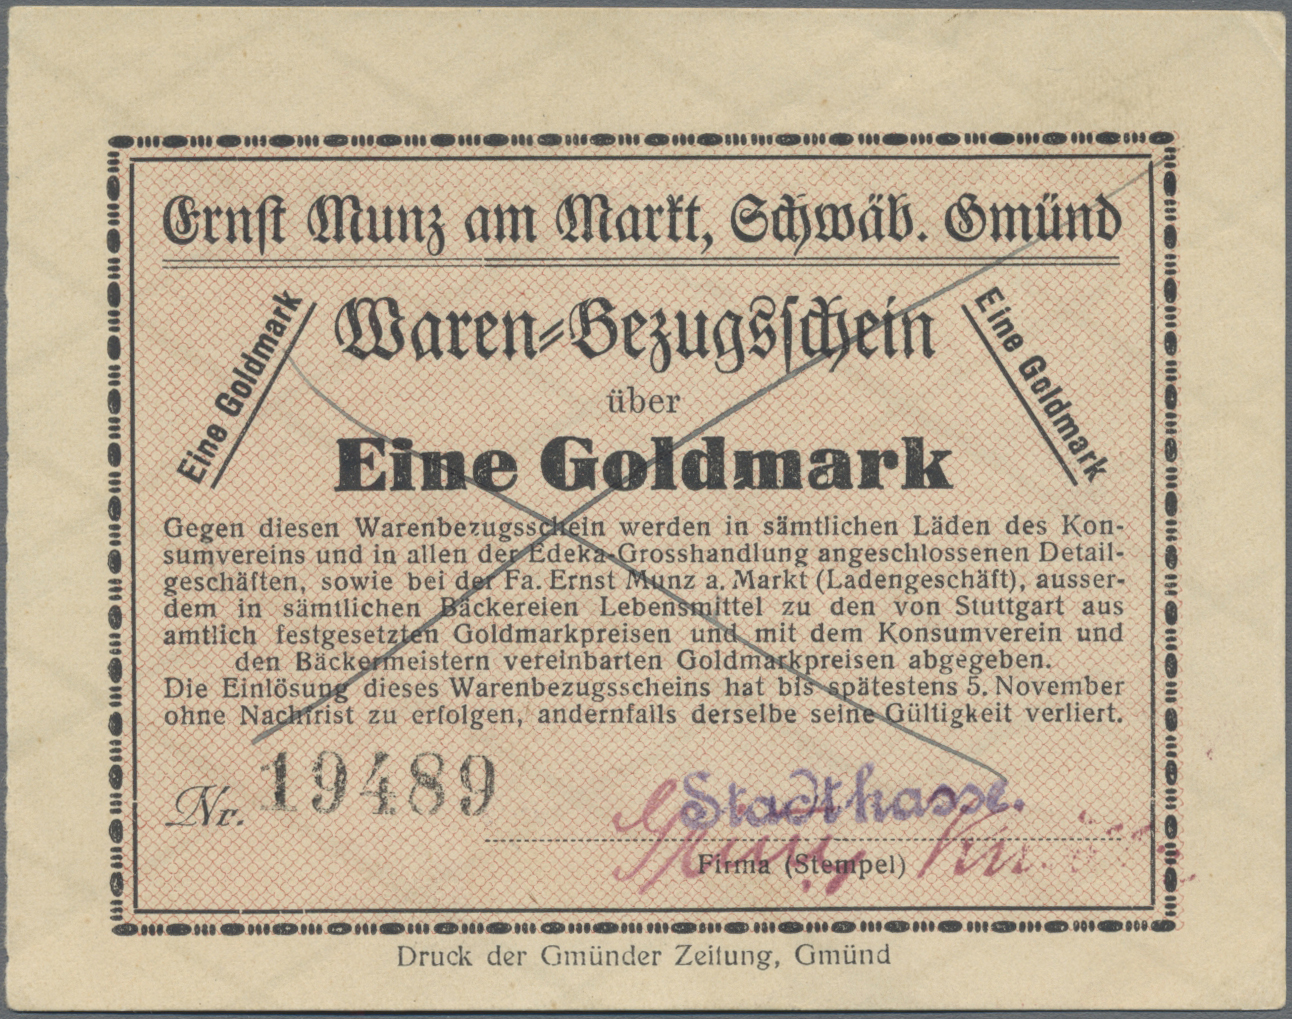 Ernst Munz am Markt, Schwäb. Gmünd
Eine Goldmark
Waren-Bezugsschein
Eine Goldmark
über
Eine Goldmark
Gegen diesen Warenbezugsschein werden in sämtlichen Läden des Kon-
sumvereins und in allen der Edeka-Grosshandlung angeschlossenen Detail-
geschäften, sowie bei der Fa. Ernst Munz a. Markt (Ladengeschäft), ausser-
dem in sämtlichen Bäckereien Lebensmittel zu den von Stuttgart aus
amtlich festgesetzten Goldmarkpreisen und mit dem Konsumverein und
den Bäckermeistern vereinbarten Goldmarkpreisen abgegeben.
Die Einlösung dieses Warenbezugsscheins hat bis spätestens 5. November
ohne Nachfrist zu erfolgen, andernfalls derselbe seine Gültigkeit verliert.
Nr. 19489
Stadtkasse.
Firma (Stempel)
Druck der Gmünder Zeitung, Gmünd